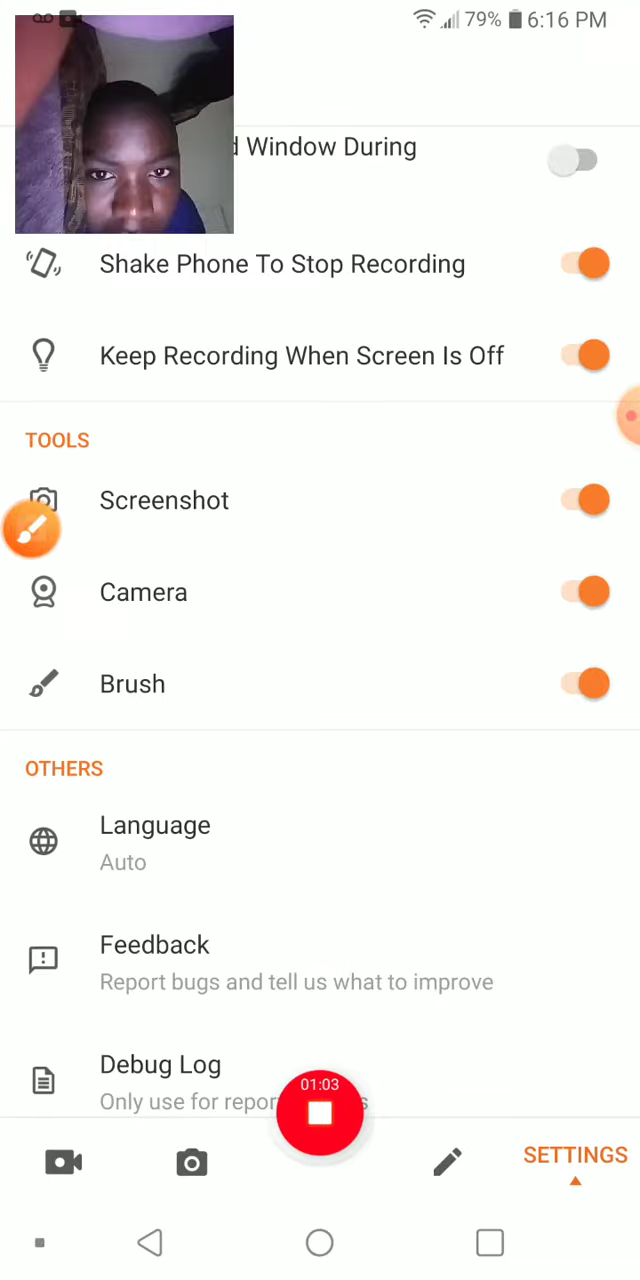 79% 6:16 PM
Window During
Shake Phone To Stop Recording
Keep Recording When Screen Is Off
TOOLS
Screenshot
Camera
Brush
OTHERS
Language
Auto
Feedback
Report bugs and tell us what to improve
Debug Log
Only use for
01:03
SETTINGS